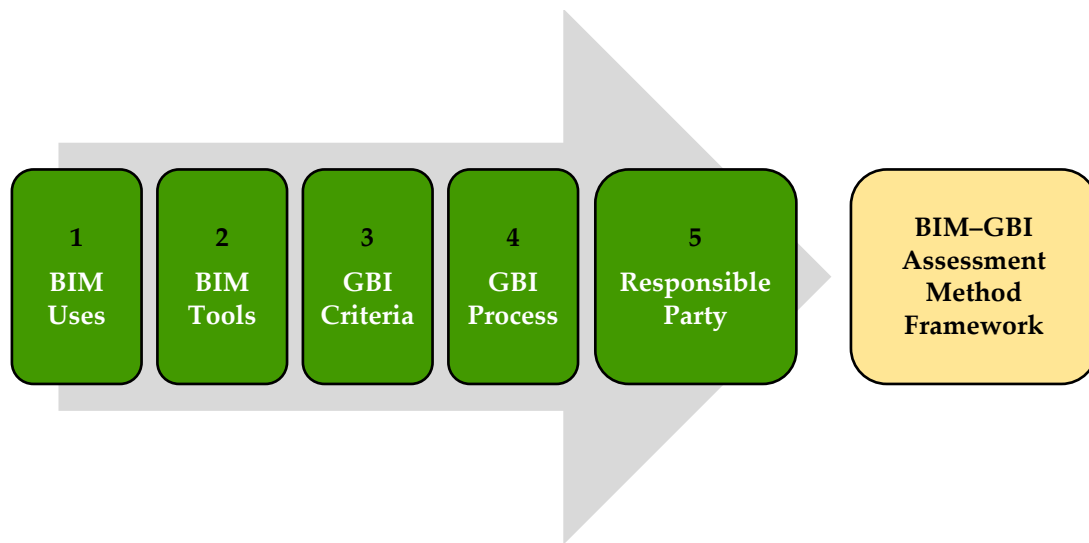 1
BIM
Uses
2
BIM
Tools
3
GBI
Criteria
4
GBI
Process
5
Responsible
Party
BIM–GBI
Assessment
Method
Framework